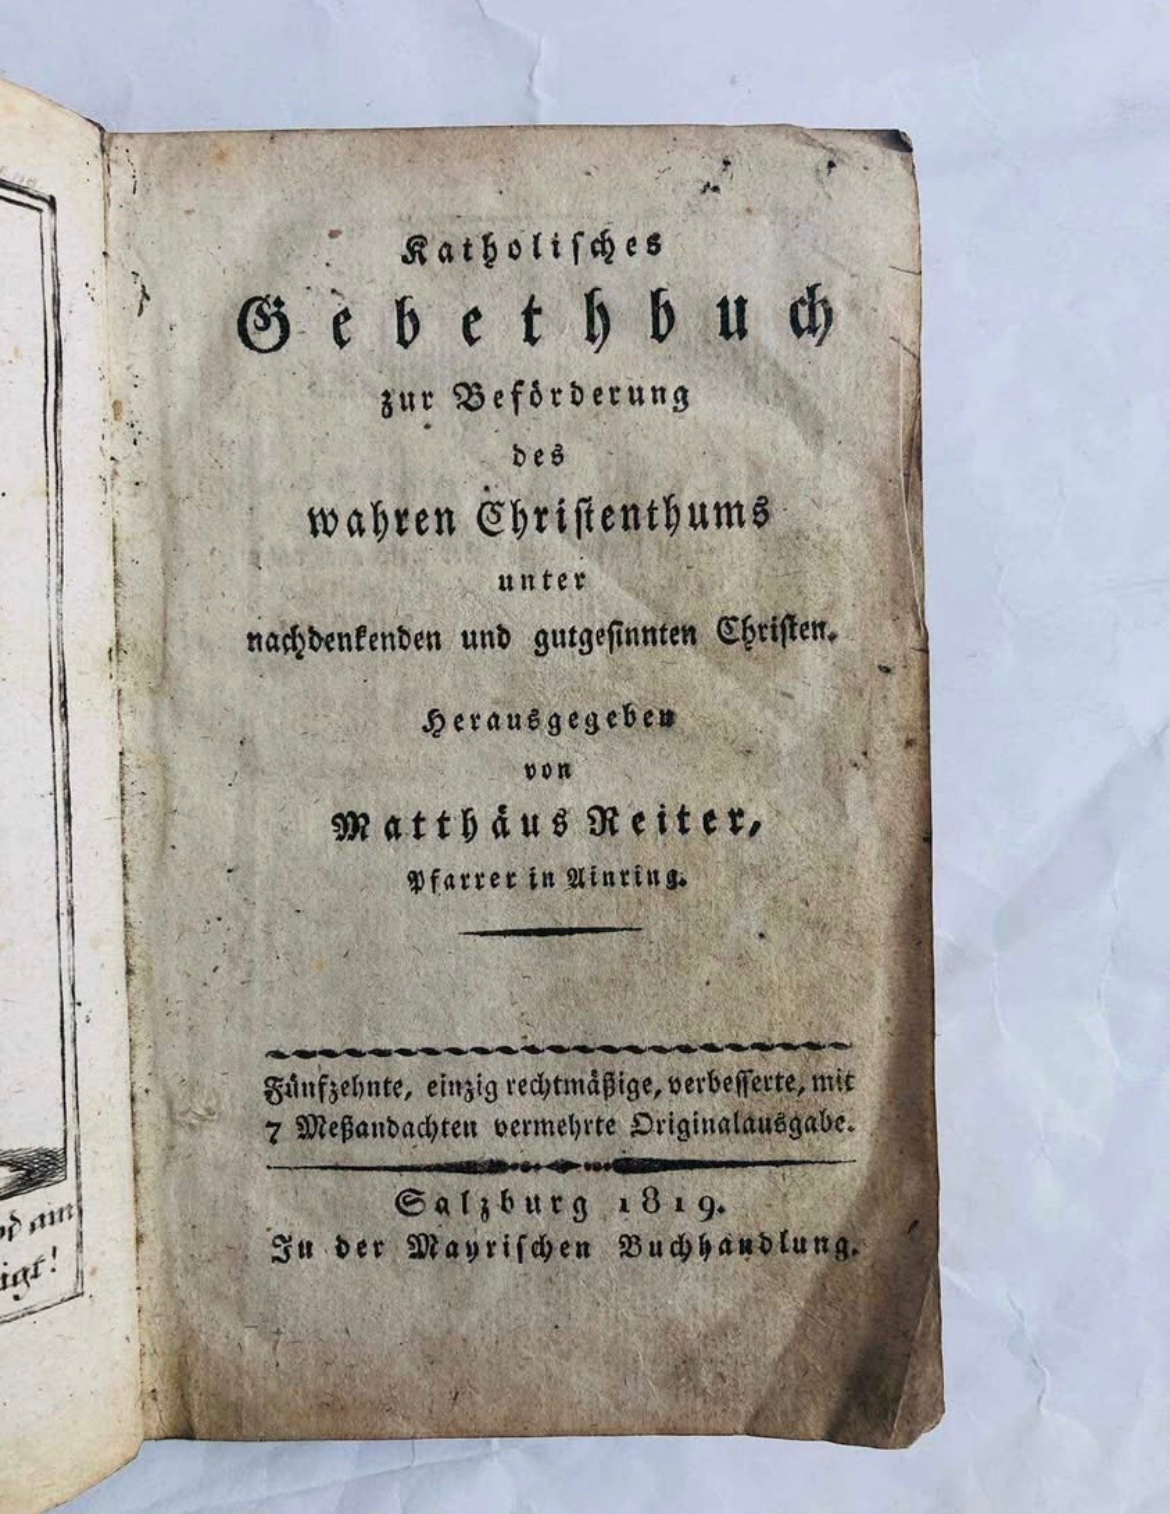 Katholisches
Gebethbuch
zur Beförderung
des
wahren Christenthums
unter
nachdenkenden und gutgesinnten Christen.
Herausgegeben
von
Matthäus Reiter,
Pfarrer in Ainring.
Fünfzehnte, einzig rechtmäßige, verbesserte, mit
7 Meßandachten vermehrte Originalausgabe.
Salzburg 1819.
In der Mayrischen Buchhandlung.